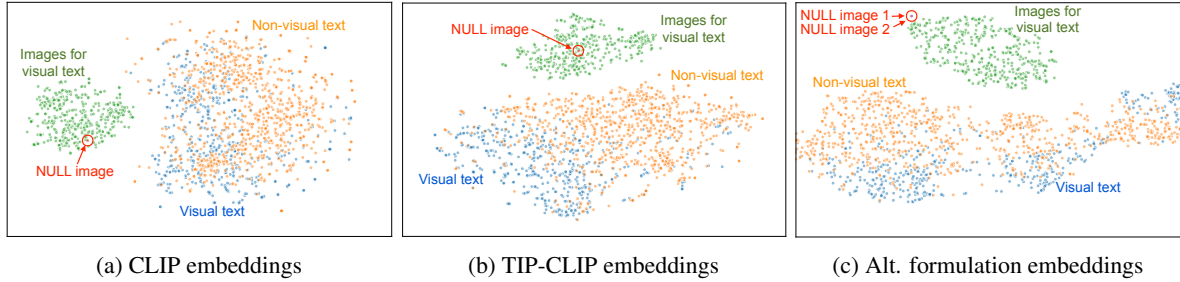 Non-visual text
Images for
visual text
NULL image
Visual text
(a) CLIP embeddings
Images for
visual text
NULL image
Non-visual text
Visual text
(b) TIP-CLIP embeddings
NULL image 1
NULL image 2
Images for
visual text
Non-visual text
Visual text
(c) Alt. formulation embeddings